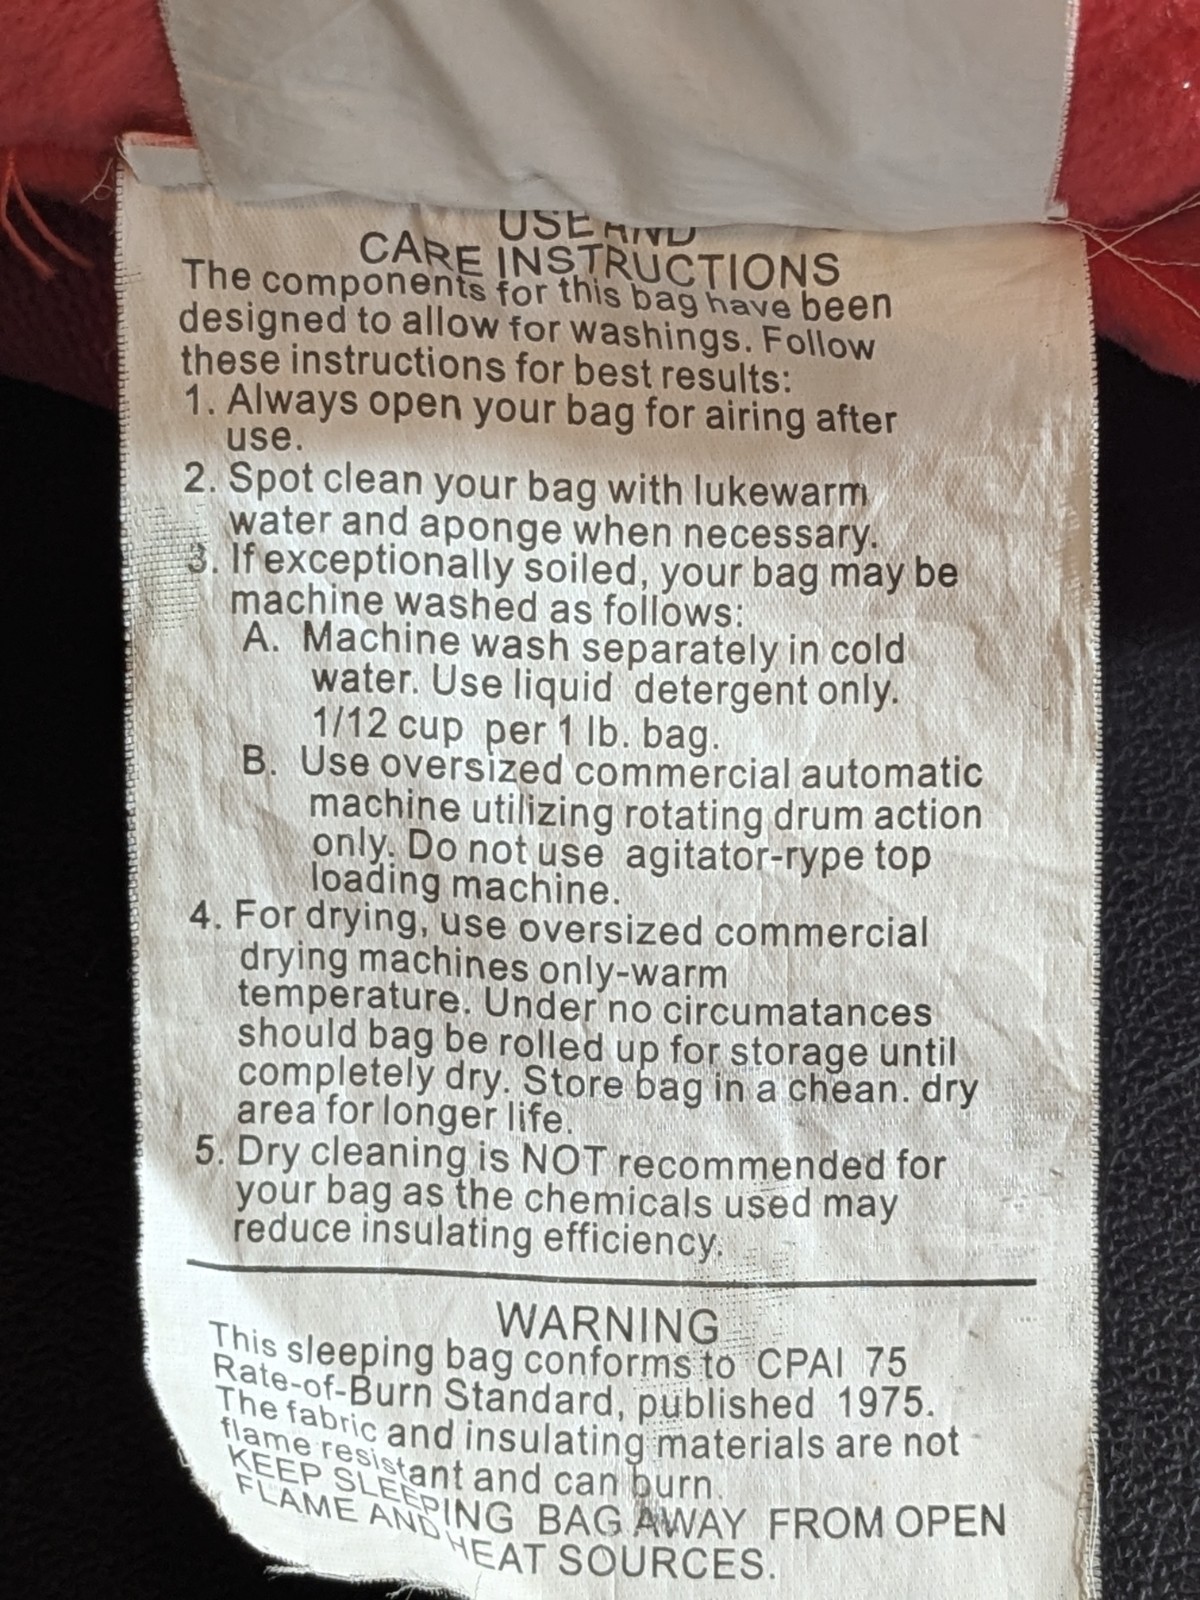 USE AND
CARE INSTRUCTIONS
The components for this bag have been
designed to allow for washings. Follow
these instructions for best results:
1. Always open your bag for airing after
use.
2. Spot clean your bag with lukewarm
water and aponge when necessary.
3. If exceptionally soiled, your bag may be
machine washed as follows:
A. Machine wash separately in cold
water. Use liquid detergent only.
1/12 cup per 1 lb. bag.
B. Use oversized commercial automatic
machine utilizing rotating drum action
only. Do not use agitator-rype top
loading machine.
4. For drying, use oversized commercial
drying machines only-warm
temperature. Under no circumatances
should bag be rolled up for storage until
completely dry. Store bag in a chean. dry
area for longer life.
5. Dry cleaning is NOT recommended for
your bag as the chemicals used may
reduce insulating efficiency.
WARNING
This sleeping bag conforms to CPAI 75
Rate-of-Burn Standard, published 1975.
The fabric and insulating materials are not
flame resistant and can burn.
KEEP SLEEPING BAG AWAY FROM OPEN
FLAME AND HEAT SOURCES.